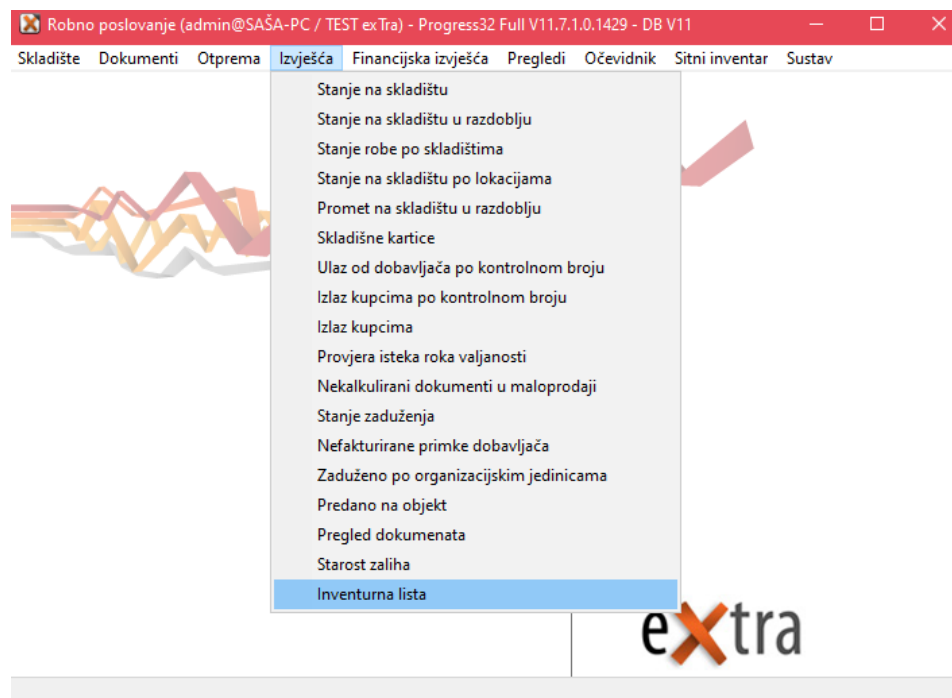 Robno poslovanje (admin@SAŠA-PC / TEST exTra) - Progress32 Full V11.7.1.0.1429 - DB V11
Skladište Dokumenti Otprema Izvješća Financijska izvješća Pregledi Očevidnik Sitni inventar Sustav
Stanje na skladištu
Stanje na skladištu u razdoblju
Stanje robe po skladištima
Stanje na skladištu po lokacijama
Promet na skladištu u razdoblju
Skladišne kartice
Ulaz od dobavljača po kontrolnom broju
Izlaz kupcima po kontrolnom broju
Izlaz kupcima
Provjera isteka roka valjanosti
Nekalkulirani dokumenti u maloprodaji
Stanje zaduženja
Nefakturirane primke dobavljača
Zaduženo po organizacijskim jedinicama
Predano na objekt
Pregled dokumenata
Starost zaliha
Inventurna lista
eXtra